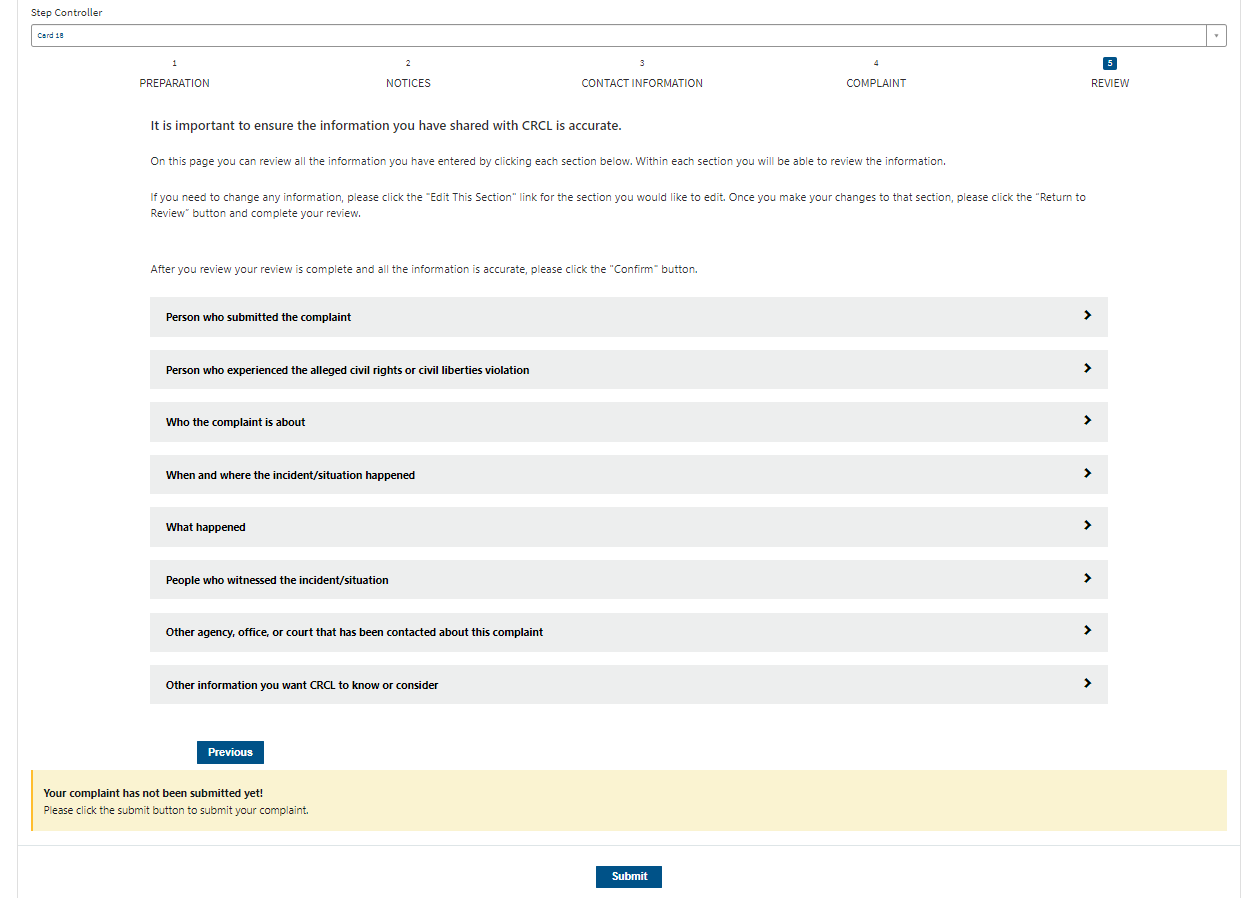 Step Controller
Card 18
1
2
3
4
5
PREPARATION
NOTICES
CONTACT INFORMATION
COMPLAINT
REVIEW
It is important to ensure the information you have shared with CRCL is accurate.
On this page you can review all the information you have entered by clicking each section below. Within each section you will be able to review the information.
If you need to change any information, please click the "Edit This Section" link for the section you would like to edit. Once you make your changes to that section, please click the "Return to
Review" button and complete your review.
After you review your review is complete and all the information is accurate, please click the "Confirm" button.
Person who submitted the complaint
Person who experienced the alleged civil rights or civil liberties violation
Who the complaint is about
When and where the incident/situation happened
What happened
People who witnessed the incident/situation
Other agency, office, or court that has been contacted about this complaint
Other information you want CRCL to know or consider
Previous
Your complaint has not been submitted yet!
Please click the submit button to submit your complaint.
Submit